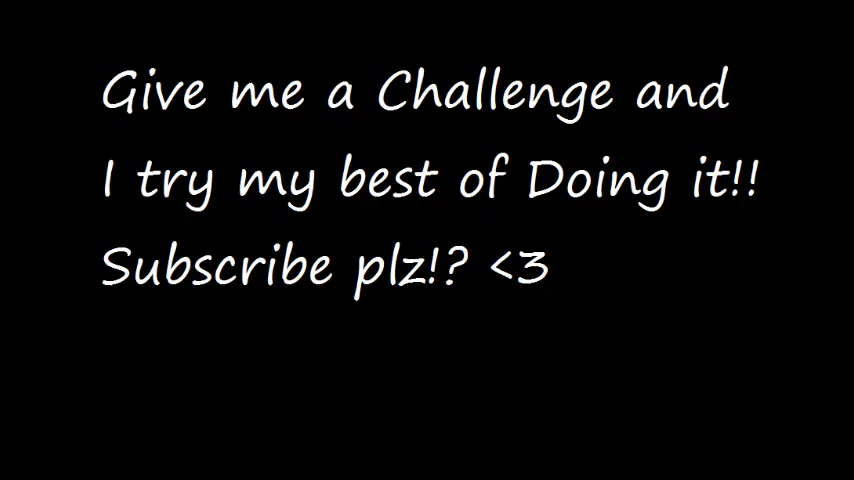 Give me a Challenge and
I try my best of Doing it!!
Subscribe plz!? <3